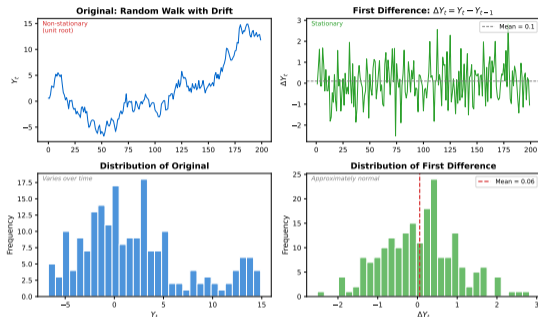 Original: Random Walk with Drift
Non-stationary
(unit root)
15
10
5
0
−5
Y_t
0 25 50 75 100 125 150 175 200
First Difference: ΔY_t = Y_t − Y_{t−1}
Stationary
Mean = 0.1
3
2
1
0
−1
−2
ΔY_t
0 25 50 75 100 125 150 175 200
Distribution of Original
Varies over time
17.5
15.0
12.5
10.0
7.5
5.0
2.5
0.0
Frequency
−5 0 5 10 15
Y_t
Distribution of First Difference
Approximately normal
Mean = 0.06
25
20
15
10
5
0
Frequency
−2 −1 0 1 2 3
ΔY_t